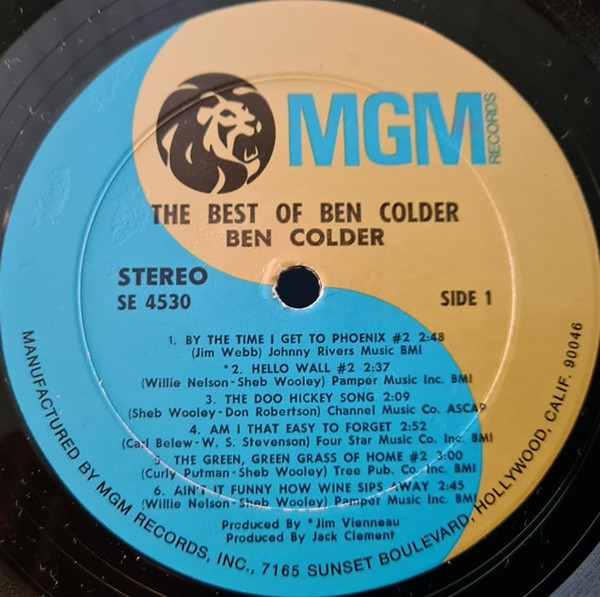 MGM
RECORDS
THE BEST OF BEN COLDER
BEN COLDER
STEREO
SE 4530
SIDE 1
1. BY THE TIME I GET TO PHOENIX #2 2:48
(Jim Webb) Johnny Rivers Music BMI
*2. HELLO WALL #2 2:37
(Willie Nelson-Sheb Wooley) Pamper Music Inc. BMI
3. THE DOO HICKEY SONG 2:09
(Sheb Wooley-Don Robertson) Channel Music Co. ASCAP
4. AM I THAT EASY TO FORGET 2:52
(Carl Belew-W. S. Stevenson) Four Star Music Co. Inc. BMI
5. THE GREEN, GREEN GRASS OF HOME #2 3:00
(Curly Putman-Sheb Wooley) Tree Pub. Co. Inc. BMI
6. AIN'T IT FUNNY HOW WINE SIPS AWAY 2:45
(Willie Nelson-Sheb Wooley) Pamper Music Inc. BMI
Produced By *Jim Vienneau
Produced By Jack Clement
MANUFACTURED BY MGM RECORDS, INC., 7165 SUNSET BOULEVARD, HOLLYWOOD, CALIF. 90046